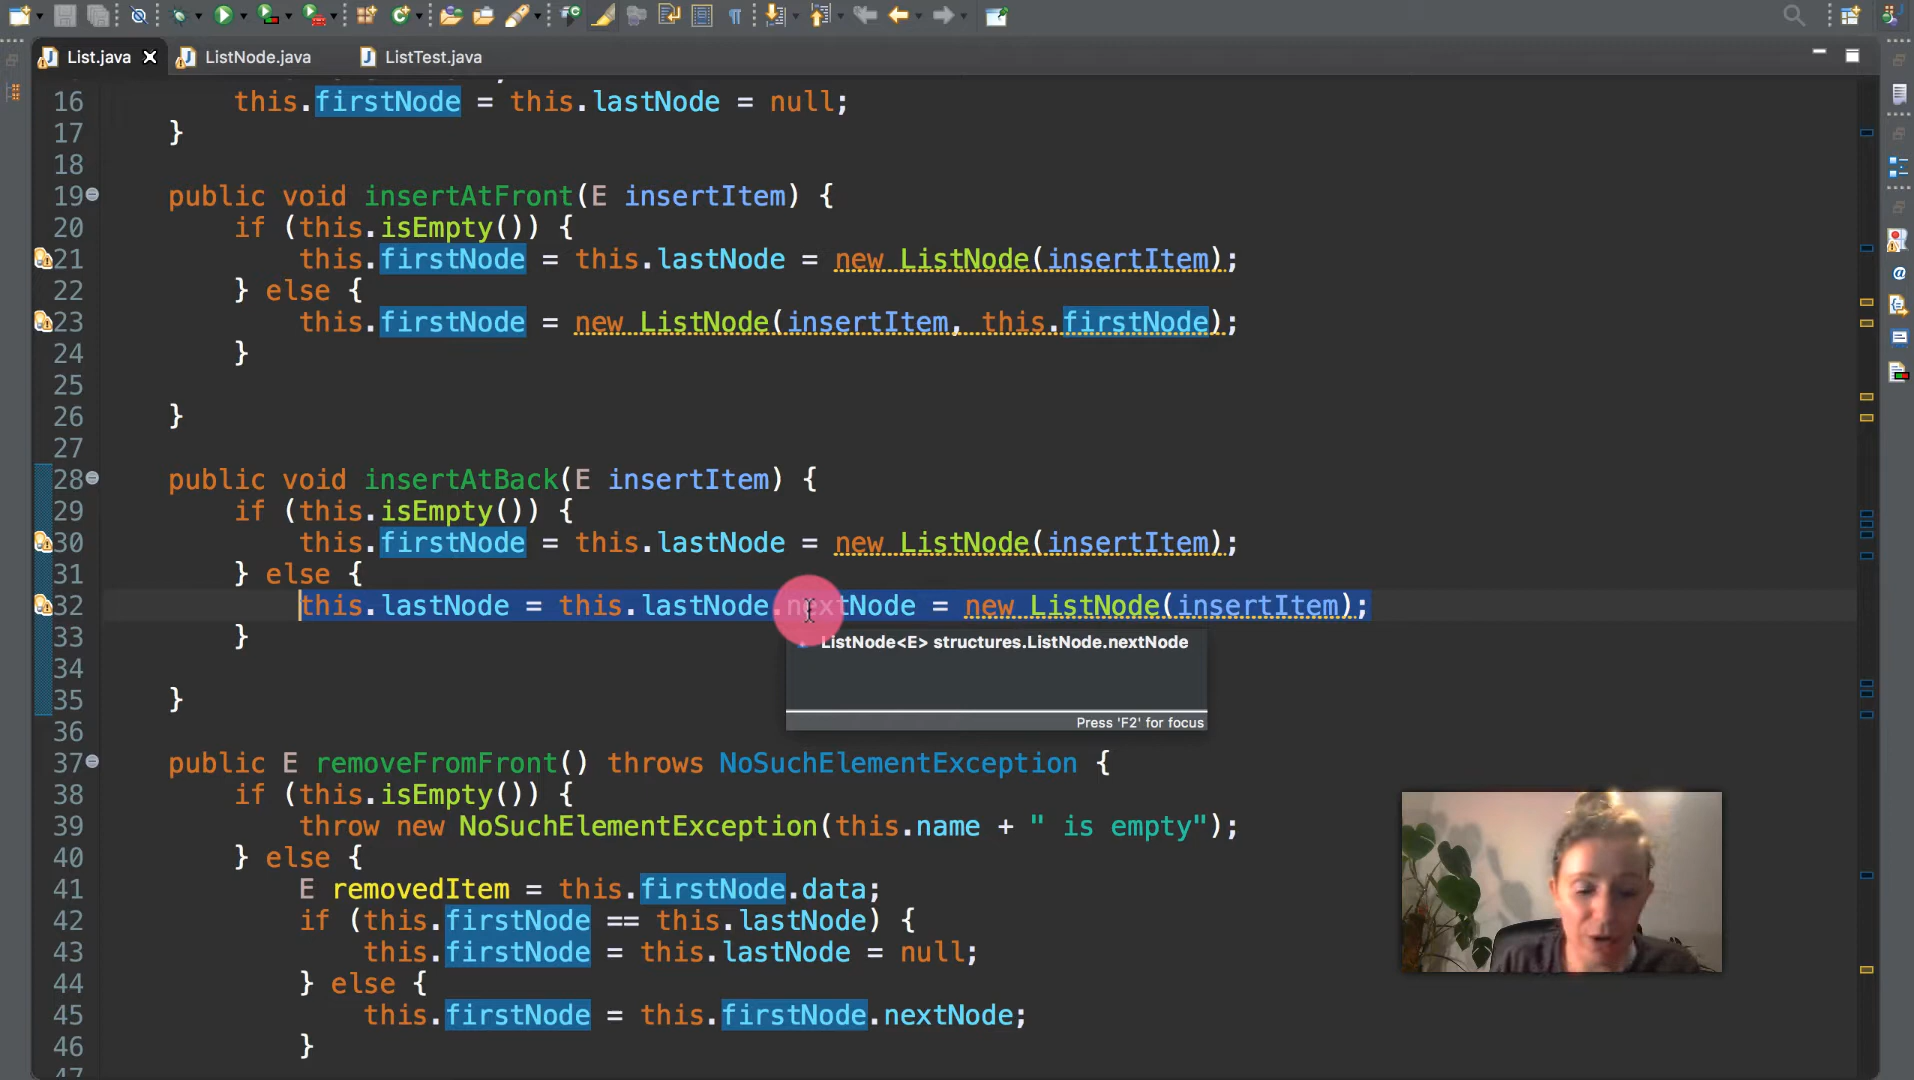 List.java
ListNode.java
ListTest.java
16 this.firstNode = this.lastNode = null;
17 }
18
19 public void insertAtFront(E insertItem) {
20 if (this.isEmpty()) {
21 this.firstNode = this.lastNode = new ListNode(insertItem);
22 } else {
23 this.firstNode = new ListNode(insertItem, this.firstNode);
24 }
25
26 }
27
28 public void insertAtBack(E insertItem) {
29 if (this.isEmpty()) {
30 this.firstNode = this.lastNode = new ListNode(insertItem);
31 } else {
32 this.lastNode = this.lastNode.nextNode = new ListNode(insertItem);
33 }
ListNode<E> structures.ListNode.nextNode
34
35 }
Press 'F2' for focus
36
37 public E removeFromFront() throws NoSuchElementException {
38 if (this.isEmpty()) {
39 throw new NoSuchElementException(this.name + " is empty");
40 } else {
41 E removedItem = this.firstNode.data;
42 if (this.firstNode == this.lastNode) {
43 this.firstNode = this.lastNode = null;
44 } else {
45 this.firstNode = this.firstNode.nextNode;
46 }
47